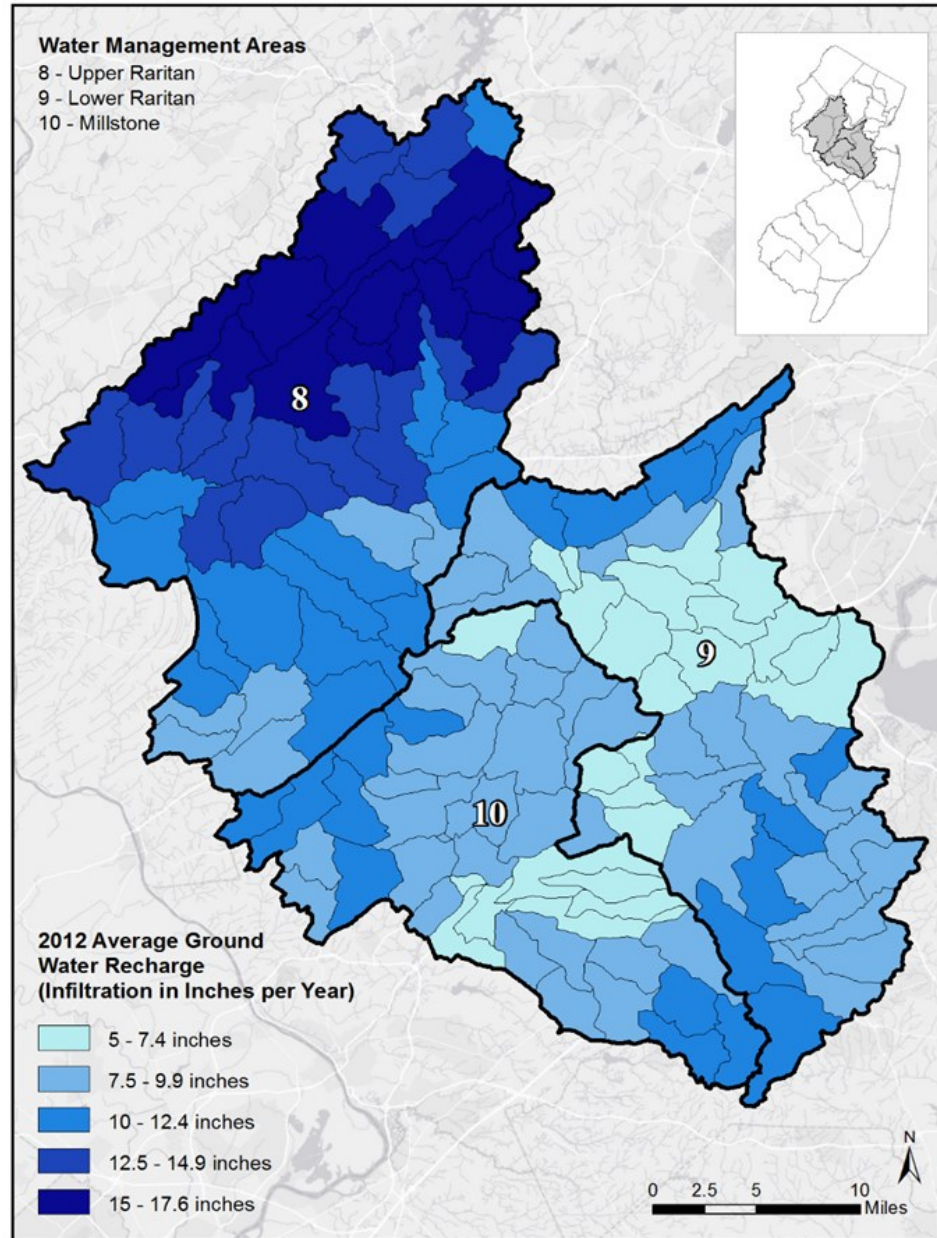 Water Management Areas
8 - Upper Raritan
9 - Lower Raritan
10 - Millstone
8
9
10
2012 Average Ground
Water Recharge
(Infiltration in Inches per Year)
5 - 7.4 inches
7.5 - 9.9 inches
10 - 12.4 inches
12.5 - 14.9 inches
15 - 17.6 inches
N
0 2.5 5 10
Miles